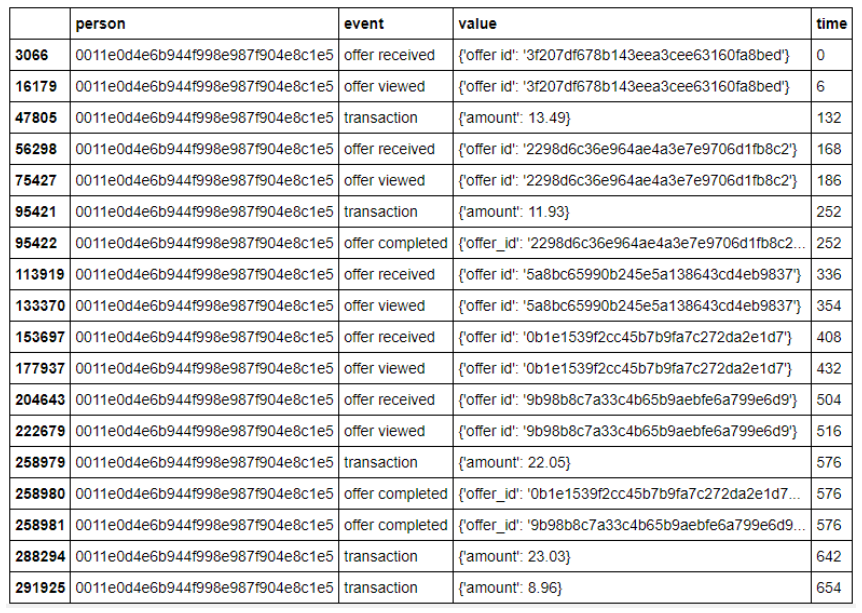 person event value time
3066 0011e0d4e6b944f998e987f904e8c1e5 offer received {'offer id': '3f207df678b143eea3cee63160fa8bed'} 0
16179 0011e0d4e6b944f998e987f904e8c1e5 offer viewed {'offer id': '3f207df678b143eea3cee63160fa8bed'} 6
47805 0011e0d4e6b944f998e987f904e8c1e5 transaction {'amount': 13.49} 132
56298 0011e0d4e6b944f998e987f904e8c1e5 offer received {'offer id': '2298d6c36e964ae4a3e7e9706d1fb8c2'} 168
75427 0011e0d4e6b944f998e987f904e8c1e5 offer viewed {'offer id': '2298d6c36e964ae4a3e7e9706d1fb8c2'} 186
95421 0011e0d4e6b944f998e987f904e8c1e5 transaction {'amount': 11.93} 252
95422 0011e0d4e6b944f998e987f904e8c1e5 offer completed {'offer_id': '2298d6c36e964ae4a3e7e9706d1fb8c2... 252
113919 0011e0d4e6b944f998e987f904e8c1e5 offer received {'offer id': '5a8bc65990b245e5a138643cd4eb9837'} 336
133370 0011e0d4e6b944f998e987f904e8c1e5 offer viewed {'offer id': '5a8bc65990b245e5a138643cd4eb9837'} 354
153697 0011e0d4e6b944f998e987f904e8c1e5 offer received {'offer id': '0b1e1539f2cc45b7b9fa7c272da2e1d7'} 408
177937 0011e0d4e6b944f998e987f904e8c1e5 offer viewed {'offer id': '0b1e1539f2cc45b7b9fa7c272da2e1d7'} 432
204643 0011e0d4e6b944f998e987f904e8c1e5 offer received {'offer id': '9b98b8c7a33c4b65b9aebfe6a799e6d9'} 504
222679 0011e0d4e6b944f998e987f904e8c1e5 offer viewed {'offer id': '9b98b8c7a33c4b65b9aebfe6a799e6d9'} 516
258979 0011e0d4e6b944f998e987f904e8c1e5 transaction {'amount': 22.05} 576
258980 0011e0d4e6b944f998e987f904e8c1e5 offer completed {'offer_id': '0b1e1539f2cc45b7b9fa7c272da2e1d7... 576
258981 0011e0d4e6b944f998e987f904e8c1e5 offer completed {'offer_id': '9b98b8c7a33c4b65b9aebfe6a799e6d9... 576
288294 0011e0d4e6b944f998e987f904e8c1e5 transaction {'amount': 23.03} 642
291925 0011e0d4e6b944f998e987f904e8c1e5 transaction {'amount': 8.96} 654